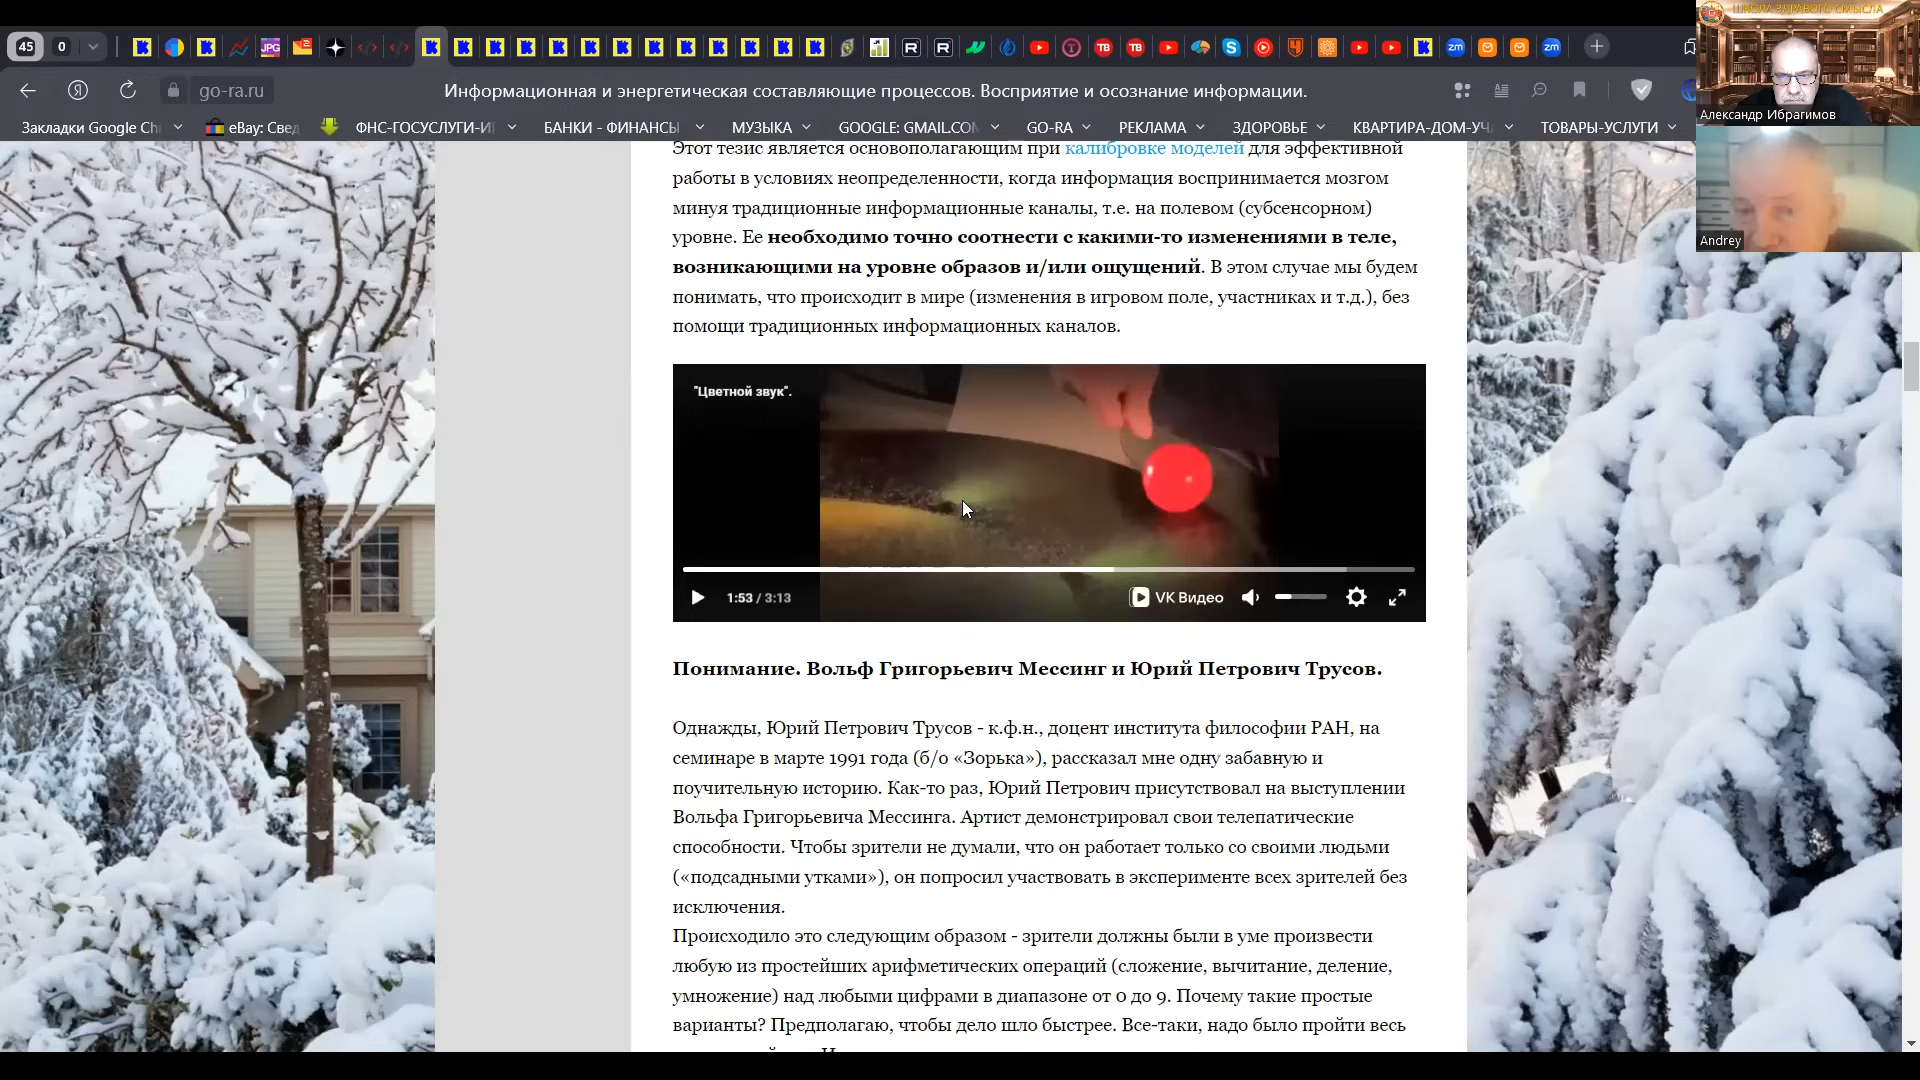 45
0
go-ra.ru
Информационная и энергетическая составляющие процессов. Восприятие и осознание информации.
Закладки Google Ch
eBay: Свед
ФНС-ГОСУСЛУГИ-И
БАНКИ - ФИНАНСЫ
МУЗЫКА
GOOGLE: GMAIL.COM
GO-RA
РЕКЛАМА
ЗДОРОВЬЕ
КВАРТИРА-ДОМ-УЧ
ТОВАРЫ-УСЛУГИ
ШКОЛА ЗДРАВОГО СМЫСЛА
Александр Ибрагимов
Andrey
Этот тезис является основополагающим при калибровке моделей для эффективной
работы в условиях неопределенности, когда информация воспринимается мозгом
минуя традиционные информационные каналы, т.е. на полевом (субсенсорном)
уровне. Ее необходимо точно соотнести с какими-то изменениями в теле,
возникающими на уровне образов и/или ощущений. В этом случае мы будем
понимать, что происходит в мире (изменения в игровом поле, участниках и т.д.), без
помощи традиционных информационных каналов.
"Цветной звук".
1:53 / 3:13
VK Видео
Понимание. Вольф Григорьевич Мессинг и Юрий Петрович Трусов.
Однажды, Юрий Петрович Трусов - к.ф.н., доцент института философии РАН, на
семинаре в марте 1991 года (б/о «Зорька»), рассказал мне одну забавную и
поучительную историю. Как-то раз, Юрий Петрович присутствовал на выступлении
Вольфа Григорьевича Мессинга. Артист демонстрировал свои телепатические
способности. Чтобы зрители не думали, что он работает только со своими людьми
(«подсадными утками»), он попросил участвовать в эксперименте всех зрителей без
исключения.
Происходило это следующим образом - зрители должны были в уме произвести
любую из простейших арифметических операций (сложение, вычитание, деление,
умножение) над любыми цифрами в диапазоне от 0 до 9. Почему такие простые
варианты? Предполагаю, чтобы дело шло быстрее. Все-таки, надо было пройти весь